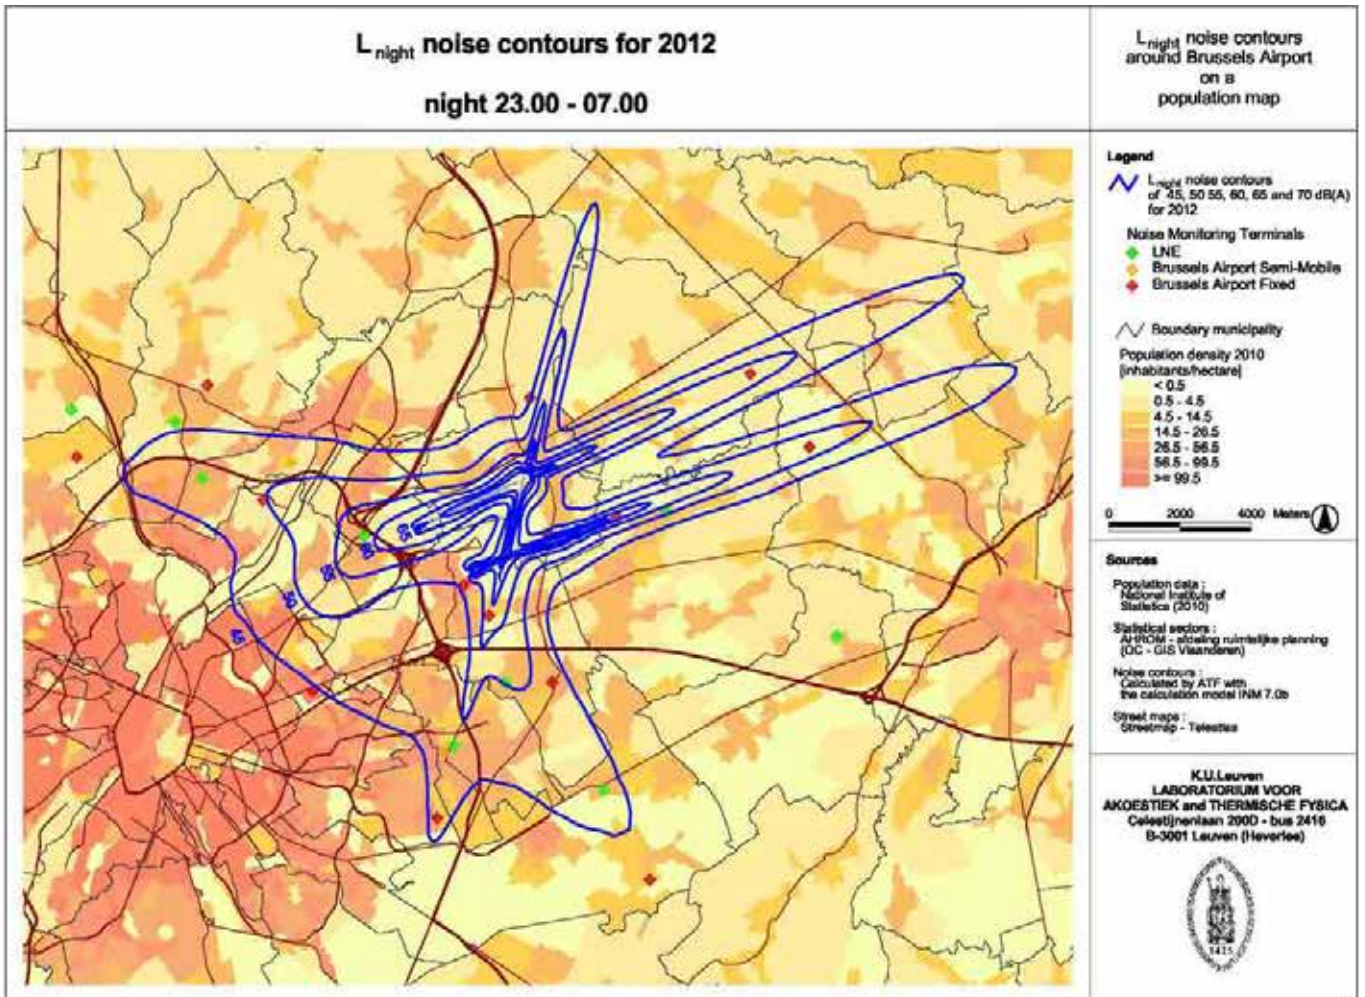 L night noise contours for 2012
night 23.00 - 07.00
L night noise contours
around Brussels Airport
on a
population map
Legend
L night noise contours
of 45, 50 55, 60, 65 and 70 dB(A)
for 2012
Noise Monitoring Terminals
LNE
Brussels Airport Semi-Mobile
Brussels Airport Fixed
Boundary municipality
Population density 2010
[inhabitants/hectare]
< 0.5
0.5 - 4.5
4.5 - 14.5
14.5 - 26.5
26.5 - 56.5
56.5 - 99.5
>= 99.5
0 2000 4000 Meters
Sources
Population data :
National Institute of
Statistics (2010)
Statistical sectors :
AHROM - afdeling ruimtelijke planning
(OC - GIS Vlaanderen)
Noise contours :
Calculated by ATF with
the calculation model INM 7.0b
Street maps :
Streetmap - Teleatlas
K.U.Leuven
LABORATORIUM VOOR
AKOESTIEK and THERMISCHE FYSICA
Celestijnenlaan 200D - bus 2416
B-3001 Leuven (Heverlee)
1425
55
50
45